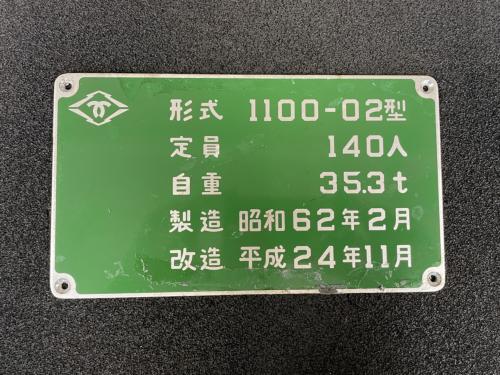 形式 1100-02型
定員 140人
自重 35.3t
製造 昭和62年2月
改造 平成24年11月